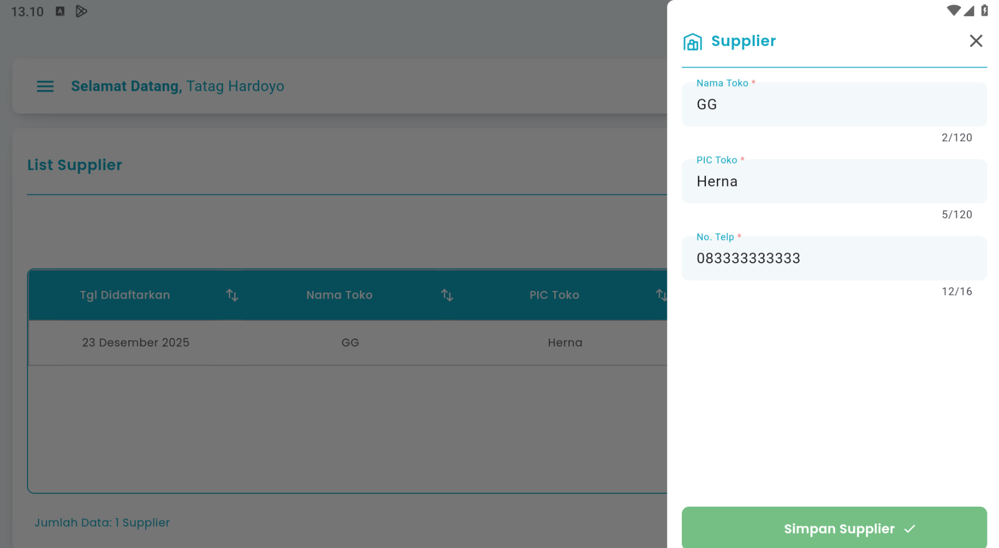 13.10
Selamat Datang, Tatag Hardoyo
List Supplier
Tgl Didaftarkan Nama Toko PIC Toko
23 Desember 2025 GG Herna
Jumlah Data: 1 Supplier
Supplier
Nama Toko *
GG
2/120
PIC Toko *
Herna
5/120
No. Telp *
083333333333
12/16
Simpan Supplier